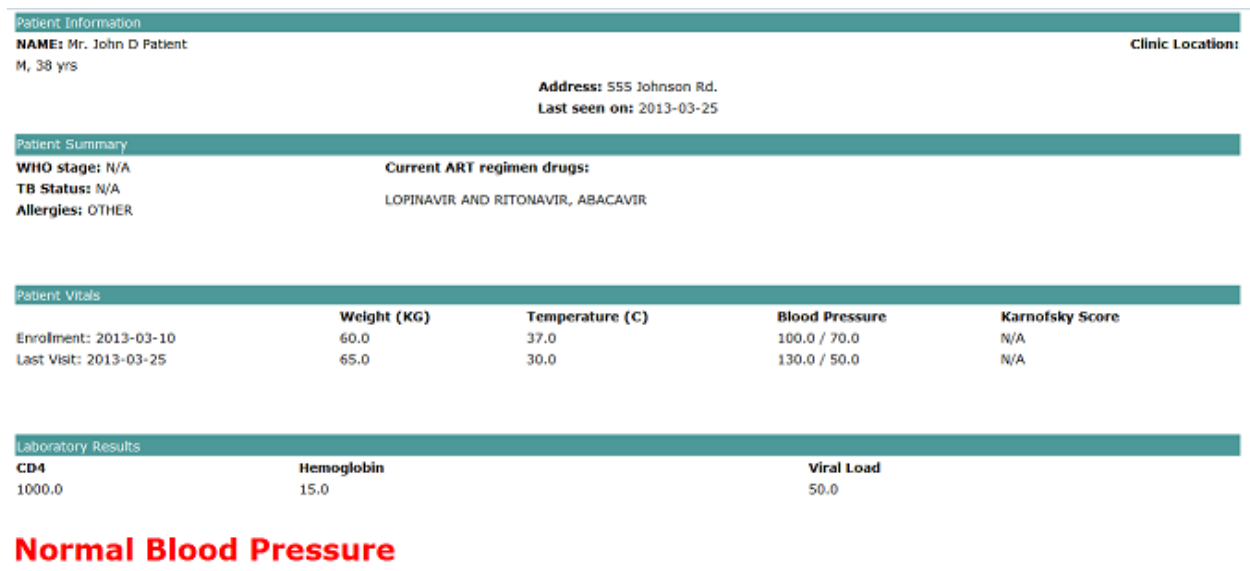 Patient Information
NAME: Mr. John D Patient Clinic Location:
M, 38 yrs
Address: 555 Johnson Rd.
Last seen on: 2013-03-25
Patient Summary
WHO stage: N/A Current ART regimen drugs:
TB Status: N/A
LOPINAVIR AND RITONAVIR, ABACAVIR
Allergies: OTHER
Patient Vitals
Weight (KG) Temperature (C) Blood Pressure Karnofsky Score
Enrollment: 2013-03-10 60.0 37.0 100.0 / 70.0 N/A
Last Visit: 2013-03-25 65.0 30.0 130.0 / 50.0 N/A
Laboratory Results
CD4 Hemoglobin Viral Load
1000.0 15.0 50.0
Normal Blood Pressure